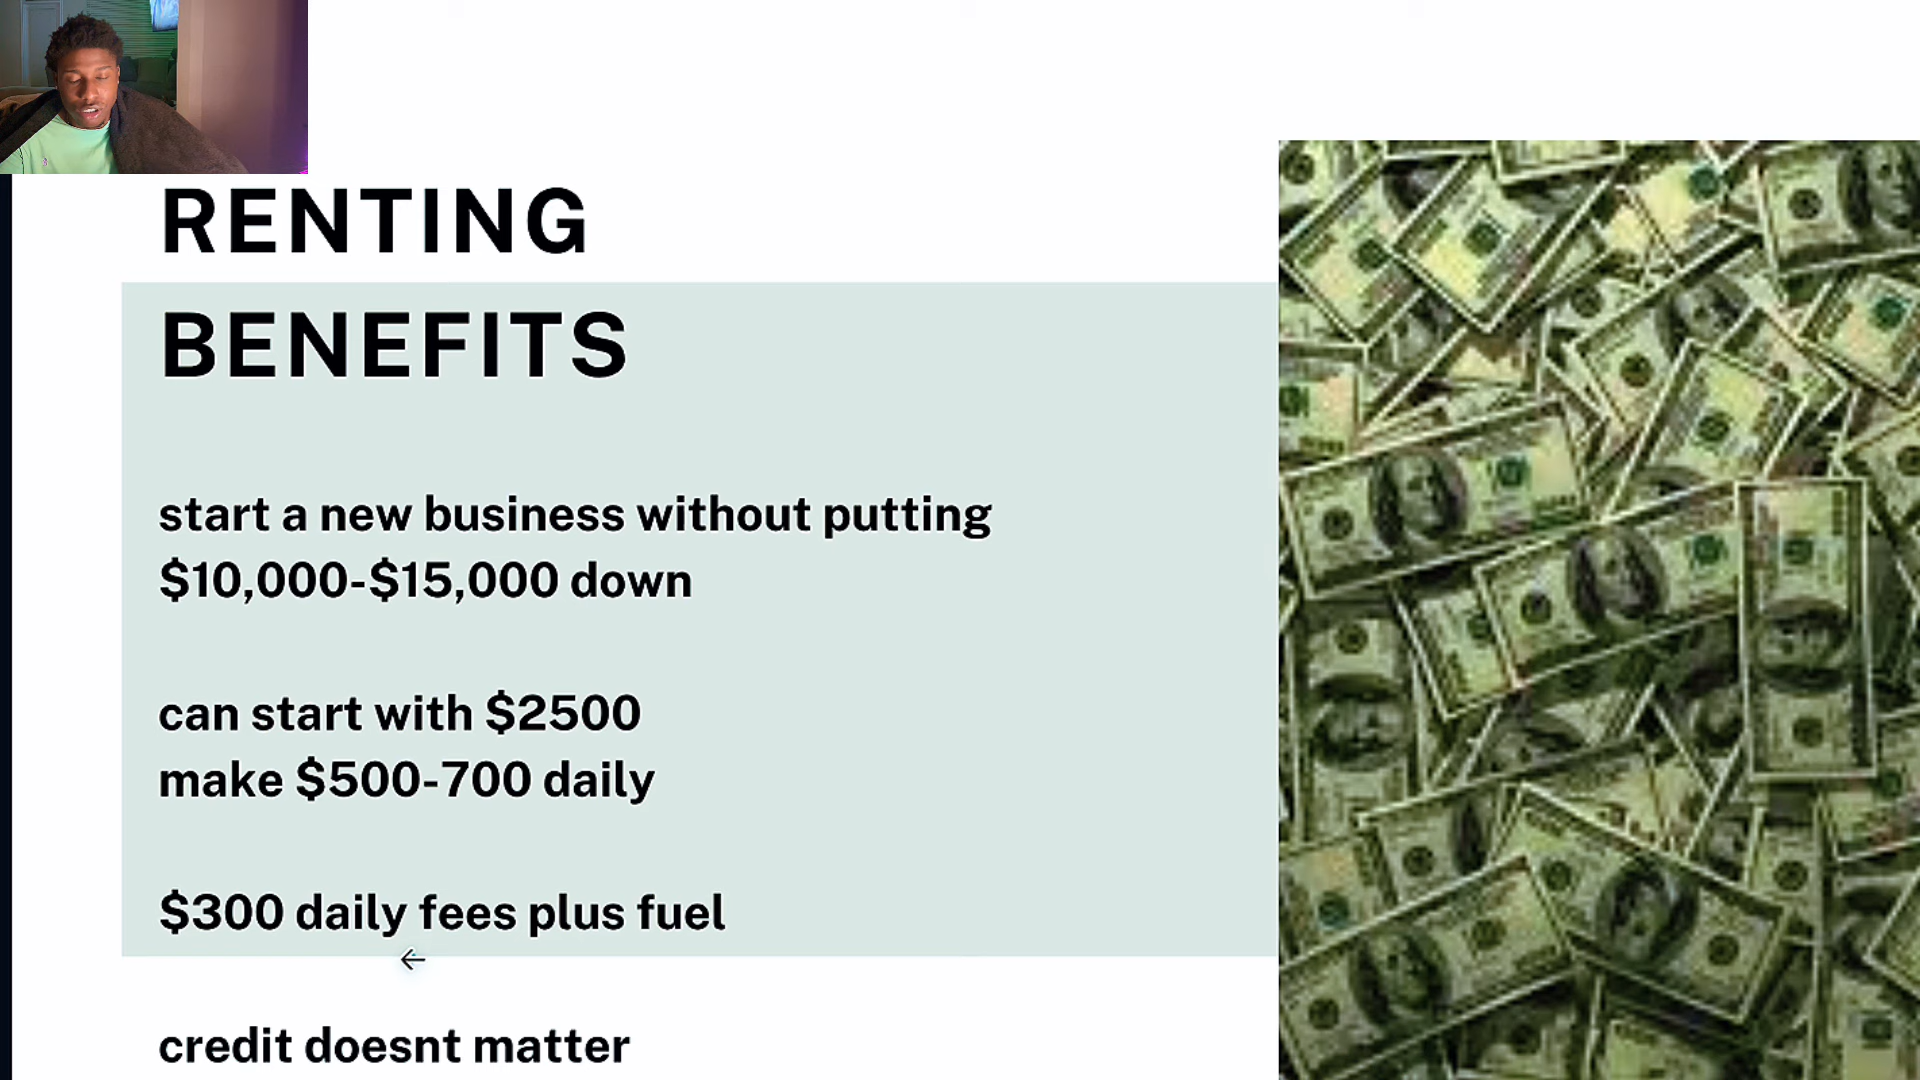 RENTING
BENEFITS
start a new business without putting
$10,000-$15,000 down
can start with $2500
make $500-700 daily
$300 daily fees plus fuel
credit doesnt matter